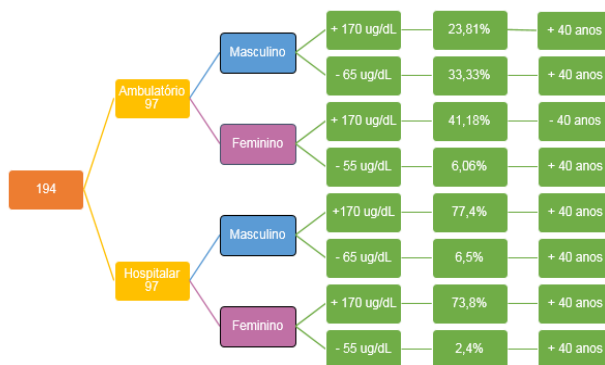 194
Ambulatório
97
Masculino
+ 170 ug/dL
23,81%
+ 40 anos
- 65 ug/dL
33,33%
+ 40 anos
Feminino
+ 170 ug/dL
41,18%
- 40 anos
- 55 ug/dL
6,06%
+ 40 anos
Hospitalar
97
Masculino
+170 ug/dL
77,4%
+ 40 anos
- 65 ug/dL
6,5%
+ 40 anos
Feminino
+ 170 ug/dL
73,8%
+ 40 anos
- 55 ug/dL
2,4%
+ 40 anos